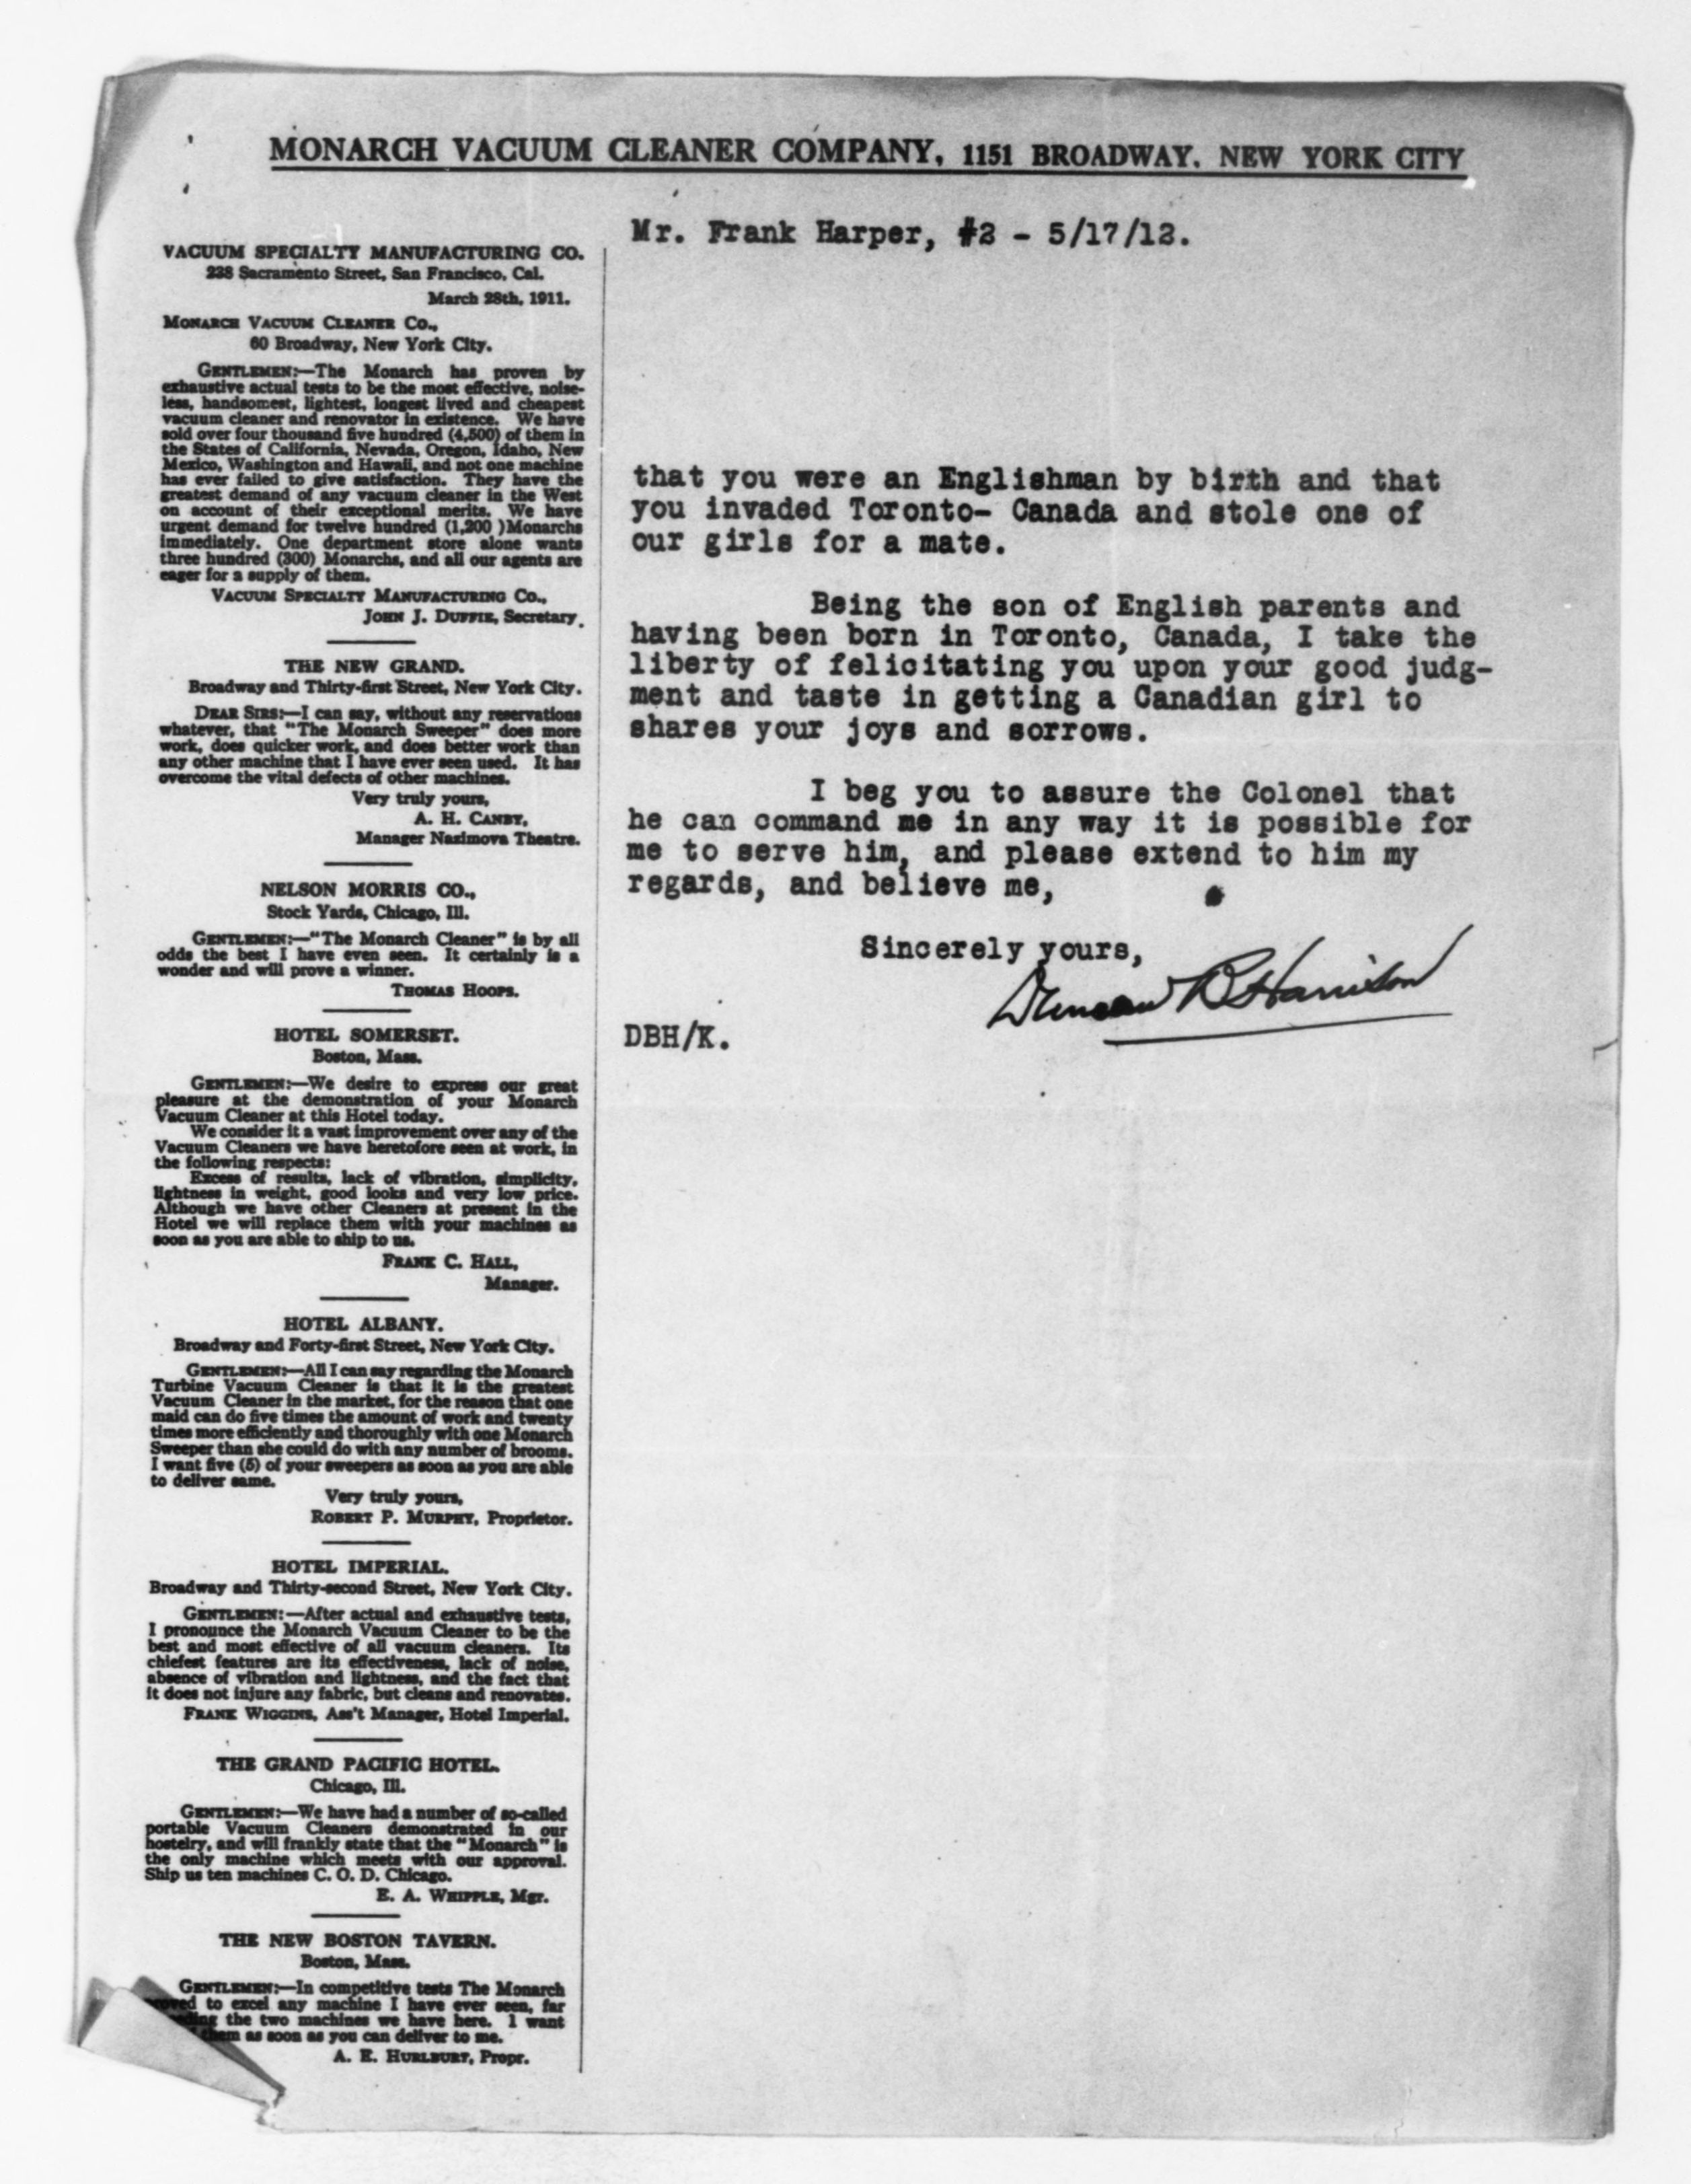 MONARCH VACUUM CLEANER COMPANY, 1151 BROADWAY, NEW YORK CITY
VACUUM SPECIALTY MANUFACTURING CO.
238 Sacramento Street, San Francisco, Cal.
March 28th, 1911.
MONARCH VACUUM CLEANER CO.,
60 Broadway, New York City.
GENTLEMEN:—The Monarch has proven by
exhaustive actual tests to be the most effective, noise-
less, handsomest, lightest, longest lived and cheapest
vacuum cleaner and renovator in existence. We have
sold over four thousand five hundred (4,500) of them in
the States of California, Nevada, Oregon, Idaho, New
Mexico, Washington and Hawaii, and not one machine
has ever failed to give satisfaction. They have the
greatest demand of any vacuum cleaner in the West
on account of their exceptional merits. We have
urgent demand for twelve hundred (1,200 )Monarchs
immediately. One department store alone wants
three hundred (300) Monarchs, and all our agents are
eager for a supply of them.
VACUUM SPECIALTY MANUFACTURING CO.,
JOHN J. DUFFIE, Secretary.
THE NEW GRAND.
Broadway and Thirty-first Street, New York City.
DEAR SIRS:—I can say, without any reservations
whatever, that "The Monarch Sweeper" does more
work, does quicker work, and does better work than
any other machine that I have ever seen used. It has
overcome the vital defects of other machines.
Very truly yours,
A. H. CANBY,
Manager Nazimova Theatre.
NELSON MORRIS CO.,
Stock Yards, Chicago, Ill.
GENTLEMEN:—"The Monarch Cleaner" is by all
odds the best I have even seen. It certainly is a
wonder and will prove a winner.
THOMAS HOOPS.
HOTEL SOMERSET.
Boston, Mass.
GENTLEMEN:—We desire to express our great
pleasure at the demonstration of your Monarch
Vacuum Cleaner at this Hotel today.
We consider it a vast improvement over any of the
Vacuum Cleaners we have heretofore seen at work, in
the following respects:
Excess of results, lack of vibration, simplicity,
lightness in weight, good looks and very low price.
Although we have other Cleaners at present in the
Hotel we will replace them with your machines as
soon as you are able to ship to us.
FRANK C. HALL,
Manager.
HOTEL ALBANY.
Broadway and Forty-first Street, New York City.
GENTLEMEN:—All I can say regarding the Monarch
Turbine Vacuum Cleaner is that it is the greatest
Vacuum Cleaner in the market, for the reason that one
maid can do five times the amount of work and twenty
times more efficiently and thoroughly with one Monarch
Sweeper than she could do with any number of brooms.
I want five (5) of your sweepers as soon as you are able
to deliver same.
Very truly yours,
ROBERT P. MURPHY, Proprietor.
HOTEL IMPERIAL.
Broadway and Thirty-second Street, New York City.
GENTLEMEN:—After actual and exhaustive tests,
I pronounce the Monarch Vacuum Cleaner to be the
best and most effective of all vacuum cleaners. Its
chiefest features are its effectiveness, lack of noise,
absence of vibration and lightness, and the fact that
it does not injure any fabric, but cleans and renovates.
FRANK WIGGINS, Ass't Manager, Hotel Imperial.
THE GRAND PACIFIC HOTEL.
Chicago, Ill.
GENTLEMEN:—We have had a number of so-called
portable Vacuum Cleaners demonstrated in our
hostelry, and will frankly state that the "Monarch" is
the only machine which meets with our approval.
Ship us ten machines C. O. D. Chicago.
E. A. WHIPPLE, Mgr.
THE NEW BOSTON TAVERN.
Boston, Mass.
GENTLEMEN:—In competitive tests The Monarch
to excel any machine I have ever seen, far
the two machines we have here. I want
them as soon as you can deliver to me.
A. E. HURLBURT, Propr.
Mr. Frank Harper, #2 - 5/17/12.
that you were an Englishman by birth and that
you invaded Toronto- Canada and stole one of
our girls for a mate.
Being the son of English parents and
having been born in Toronto, Canada, I take the
liberty of felicitating you upon your good judg-
ment and taste in getting a Canadian girl to
shares your joys and sorrows.
I beg you to assure the Colonel that
he can command me in any way it is possible for
me to serve him, and please extend to him my
regards, and believe me,
Sincerely yours,
Duncan B Harrison
DBH/K.